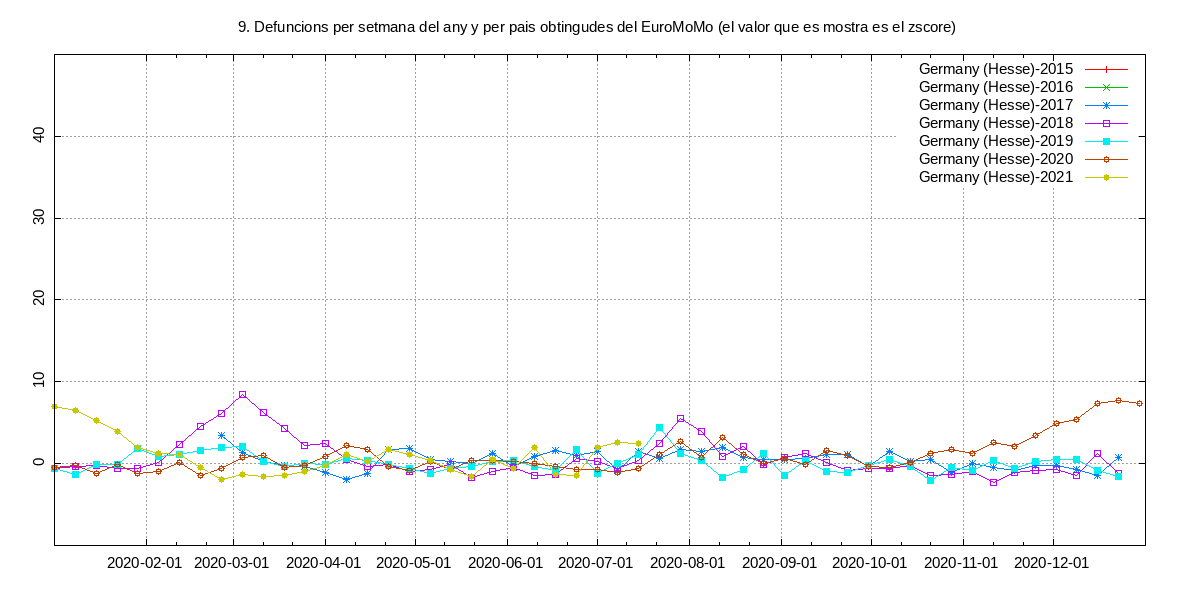 9. Defuncions per setmana del any y per pais obtingudes del EuroMoMo (el valor que es mostra es el zscore)
Germany (Hesse)-2015
Germany (Hesse)-2016
Germany (Hesse)-2017
Germany (Hesse)-2018
Germany (Hesse)-2019
Germany (Hesse)-2020
Germany (Hesse)-2021
40
30
20
10
0
2020-02-01 2020-03-01 2020-04-01 2020-05-01 2020-06-01 2020-07-01 2020-08-01 2020-09-01 2020-10-01 2020-11-01 2020-12-01